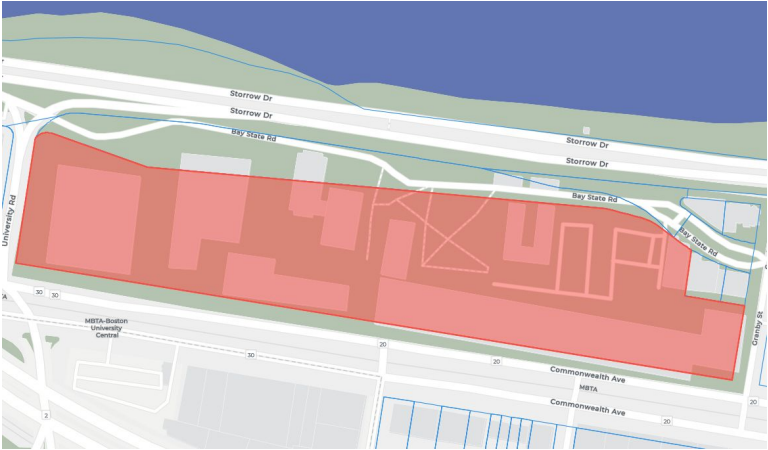 Storrow Dr
Storrow Dr
Bay State Rd
Storrow Dr
Storrow Dr
Bay State Rd
University Rd
Bay State Rd
30
30
MBTA-Boston
University
Central
20
30
20
Commonwealth Ave
MBTA
Granby St
20
Commonwealth Ave
20
2